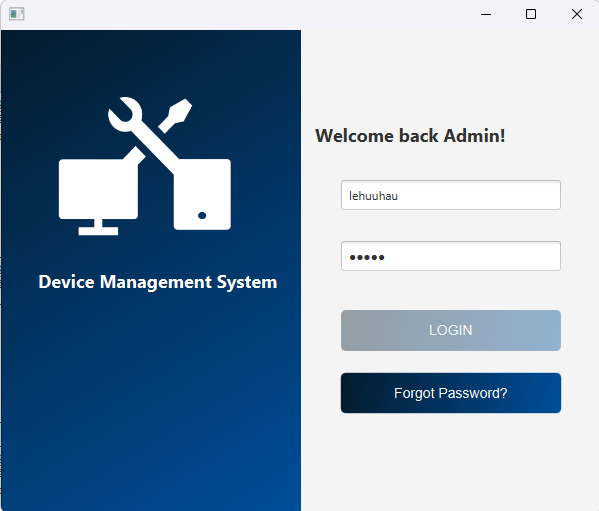 Device Management System
Welcome back Admin!
lehuuhau
•••••
LOGIN
Forgot Password?